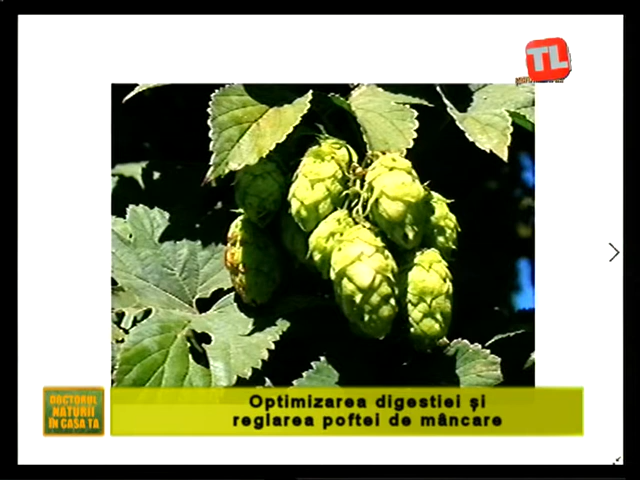 TL
DOCTORUL
NATURII
ÎN CASA TA
Optimizarea digestiei și
reglarea poftei de mâncare